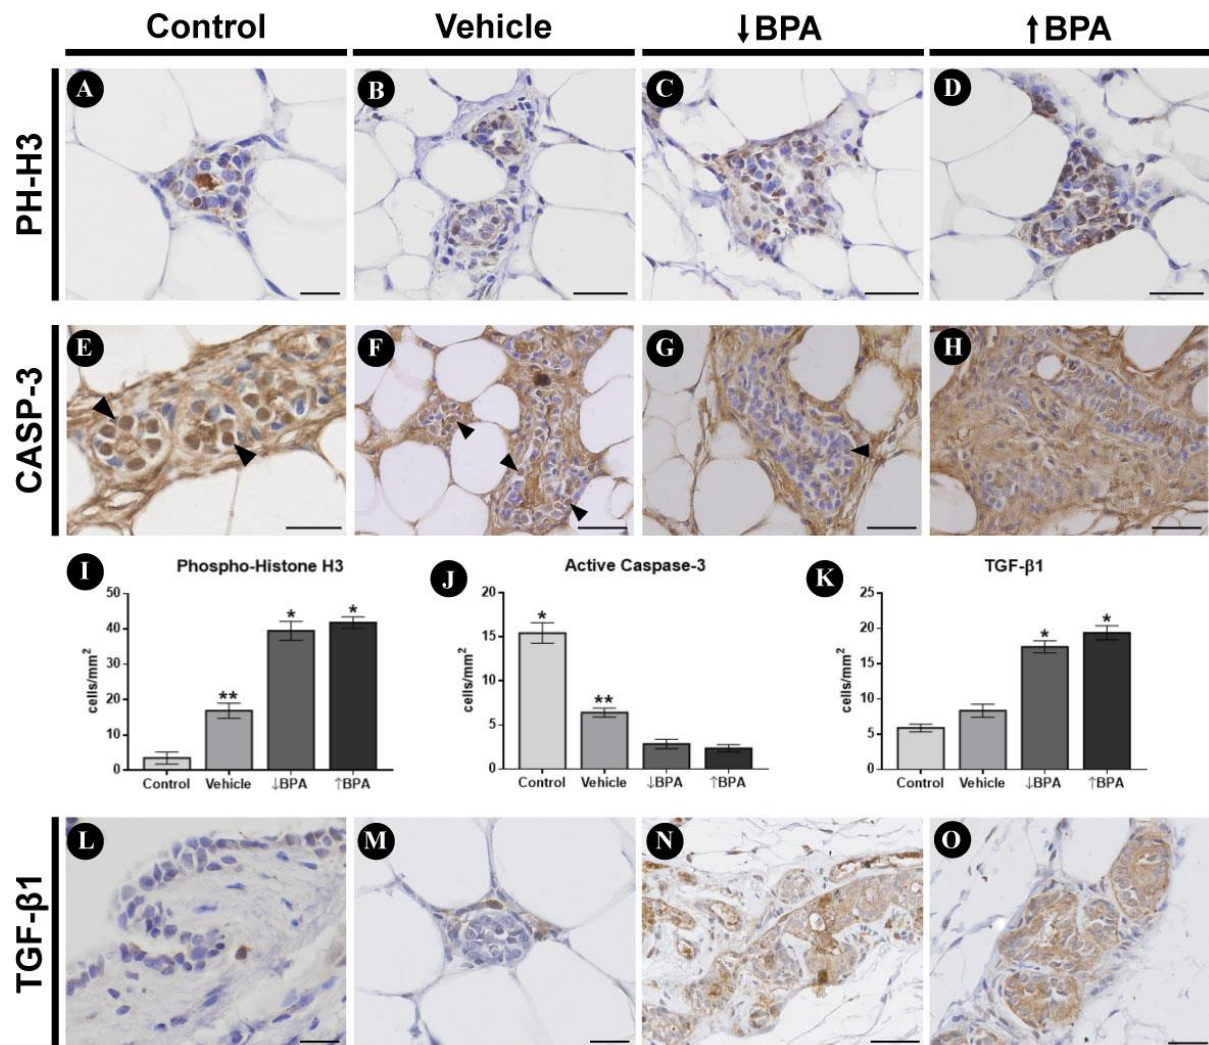 Control Vehicle ↓BPA ↑BPA
PH-H3
A B C D
CASP-3
E F G H
I Phospho-Histone H3
cells/mm²
50
40
30
20
10
0
**
*
*
Control Vehicle ↓BPA ↑BPA
J Active Caspase-3
cells/mm²
20
15
10
5
0
*
**
Control Vehicle ↓BPA ↑BPA
K TGF-β1
cells/mm²
25
20
15
10
5
0
*
*
Control Vehicle ↓BPA ↑BPA
TGF-β1
L M N O